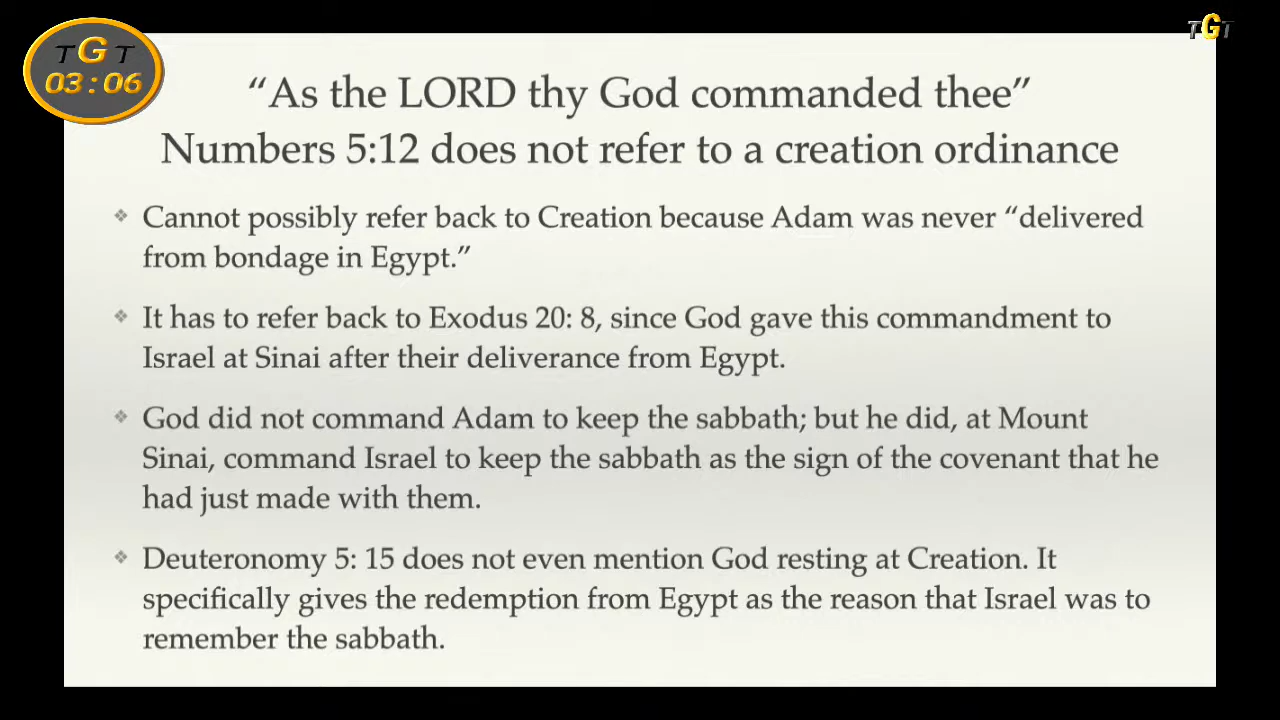 TGT
03:06
TGT
“As the LORD thy God commanded thee”
Numbers 5:12 does not refer to a creation ordinance
❖ Cannot possibly refer back to Creation because Adam was never “delivered
from bondage in Egypt.”
❖ It has to refer back to Exodus 20: 8, since God gave this commandment to
Israel at Sinai after their deliverance from Egypt.
❖ God did not command Adam to keep the sabbath; but he did, at Mount
Sinai, command Israel to keep the sabbath as the sign of the covenant that he
had just made with them.
❖ Deuteronomy 5: 15 does not even mention God resting at Creation. It
specifically gives the redemption from Egypt as the reason that Israel was to
remember the sabbath.